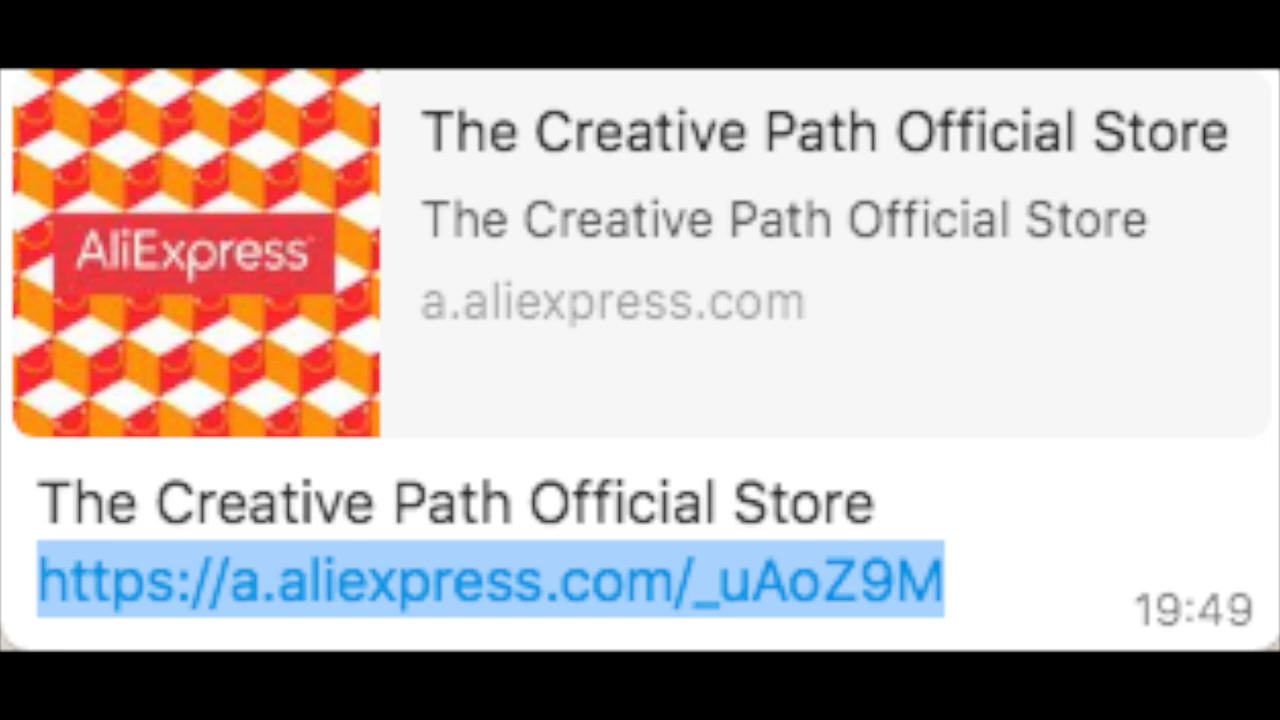 AliExpress
The Creative Path Official Store
The Creative Path Official Store
a.aliexpress.com
The Creative Path Official Store
https://a.aliexpress.com/_uAoZ9M
19:49